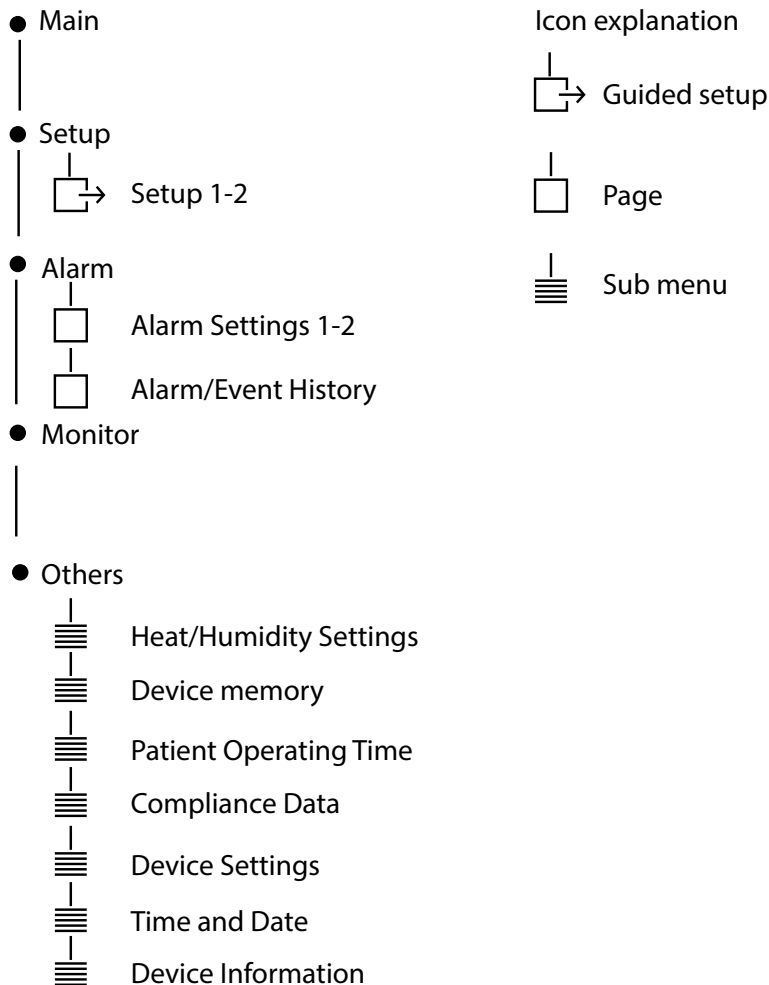 Main
Setup
Setup 1-2
Alarm
Alarm Settings 1-2
Alarm/Event History
Monitor
Others
Heat/Humidity Settings
Device memory
Patient Operating Time
Compliance Data
Device Settings
Time and Date
Device Information
Icon explanation
Guided setup
Page
Sub menu